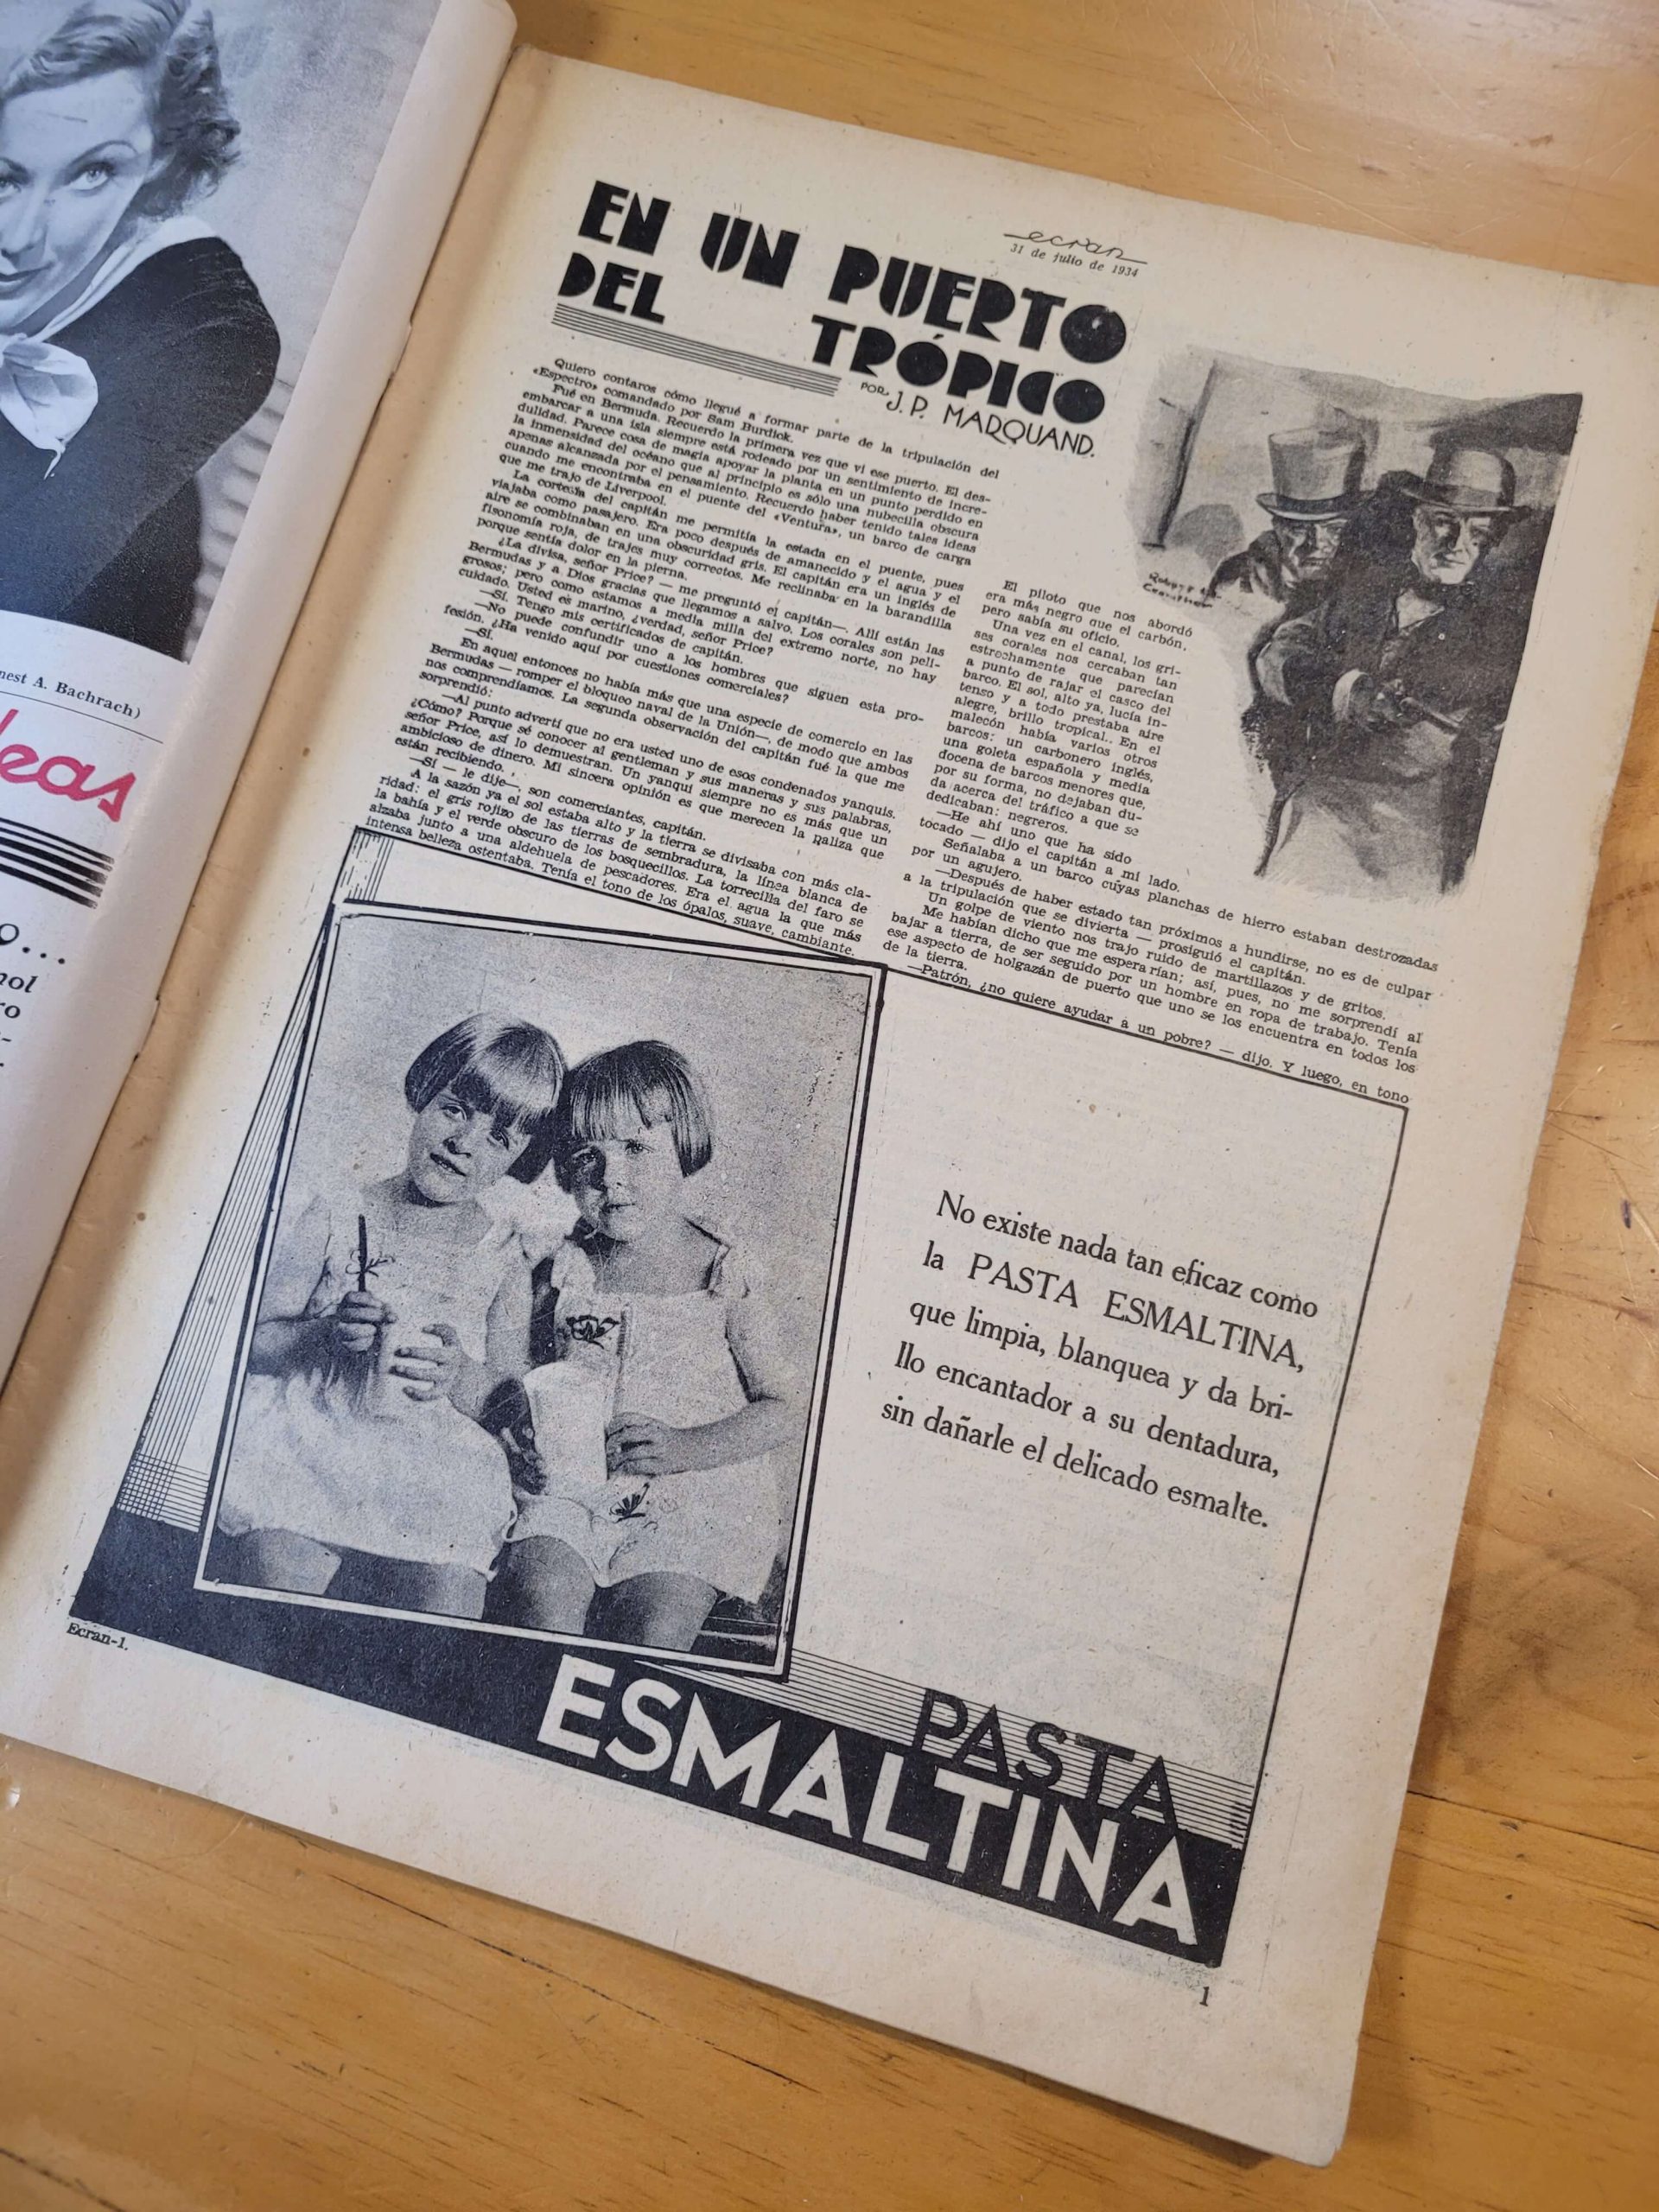 nest A. Bachrach)
eas
o...
nol
ro
ecran
31 de julio de 1934
EN UN PUERTO
DEL TRÓPICO
POR J. P. MARQUAND.
Quiero contaros cómo llegué a formar parte de la tripulación del
«Espectro» comandado por Sam Burdick.
Fué en Bermuda. Recuerdo la primera vez que vi ese puerto. El des-
embarcar a una isla siempre está rodeado por un sentimiento de incre-
dulidad. Parece cosa de magia apoyar la planta en un punto perdido en
la inmensidad del océano que al principio es sólo una nubecilla obscura
apenas alcanzada por el pensamiento. Recuerdo haber tenido tales ideas
cuando me encontraba en el puente del «Ventura», un barco de carga
que me trajo de Liverpool.
La cortesía del capitán me permitía la estada en el puente, pues
viajaba como pasajero. Era poco después de amanecido y el agua y el
aire se combinaban en una obscuridad gris. El capitán era un inglés de
fisonomía roja, de trajes muy correctos. Me reclinaba en la barandilla
porque sentía dolor en la pierna.
¿La divisa, señor Price? — me preguntó el capitán—. Allí están las
Bermudas y a Dios gracias que llegamos a salvo. Los corales son peli-
grosos; pero como estamos a media milla del extremo norte, no hay
cuidado. Usted es marino, ¿verdad, señor Price?
—Sí. Tengo mis certificados de capitán.
—No puede confundir uno a los hombres que siguen esta pro-
fesión. ¿Ha venido aquí por cuestiones comerciales?
—Sí.
En aquel entonces no había más que una especie de comercio en las
Bermudas — romper el bloqueo naval de la Unión—, de modo que ambos
nos comprendíamos. La segunda observación del capitán fué la que me
sorprendió:
—Al punto advertí que no era usted uno de esos condenados yanquis.
¿Cómo? Porque sé conocer al gentleman y sus maneras y sus palabras,
señor Price, así lo demuestran. Un yanqui siempre no es más que un
ambicioso de dinero. Mi sincera opinión es que merecen la paliza que
están recibiendo.
—Sí — le dije—, son comerciantes, capitán.
A la sazón ya el sol estaba alto y la tierra se divisaba con más cla-
ridad: el gris rojizo de las tierras de sembradura, la línea blanca de
la bahía y el verde obscuro de los bosquecillos. La torrecilla del faro se
alzaba junto a una aldehuela de pescadores. Era el agua la que más
intensa belleza ostentaba. Tenía el tono de los ópalos, suave, cambiante.
El piloto que nos abordó
era más negro que el carbón,
pero sabía su oficio.
Una vez en el canal, los gri-
ses corales nos cercaban tan
estrechamente que parecían
a punto de rajar el casco del
barco. El sol, alto ya, lucía in-
tenso y a todo prestaba aire
alegre, brillo tropical.. En el
malecón había varios otros
barcos: un carbonero inglés,
una goleta española y media
docena de barcos menores que,
por su forma, no dejaban du-
da acerca del tráfico a que se
dedicaban: negreros.
—He ahí uno que ha sido
tocado — dijo el capitán a mi lado.
Señalaba a un barco cuyas planchas de hierro estaban destrozadas
por un agujero.
—Después de haber estado tan próximos a hundirse, no es de culpar
a la tripulación que se divierta — prosiguió el capitán.
Un golpe de viento nos trajo ruido de martillazos y de gritos.
Me habían dicho que me esperarían; así, pues, no me sorprendí al
bajar a tierra, de ser seguido por un hombre en ropa de trabajo. Tenía
ese aspecto de holgazán de puerto que uno se los encuentra en todos los
de la tierra.
—Patrón, ¿no quiere ayudar a un pobre? — dijo. Y luego, en tono
No existe nada tan eficaz como
la PASTA ESMALTINA,
que limpia, blanquea y da bri-
llo encantador a su dentadura,
sin dañarle el delicado esmalte.
Ecran-1.
PASTA
ESMALTINA
1